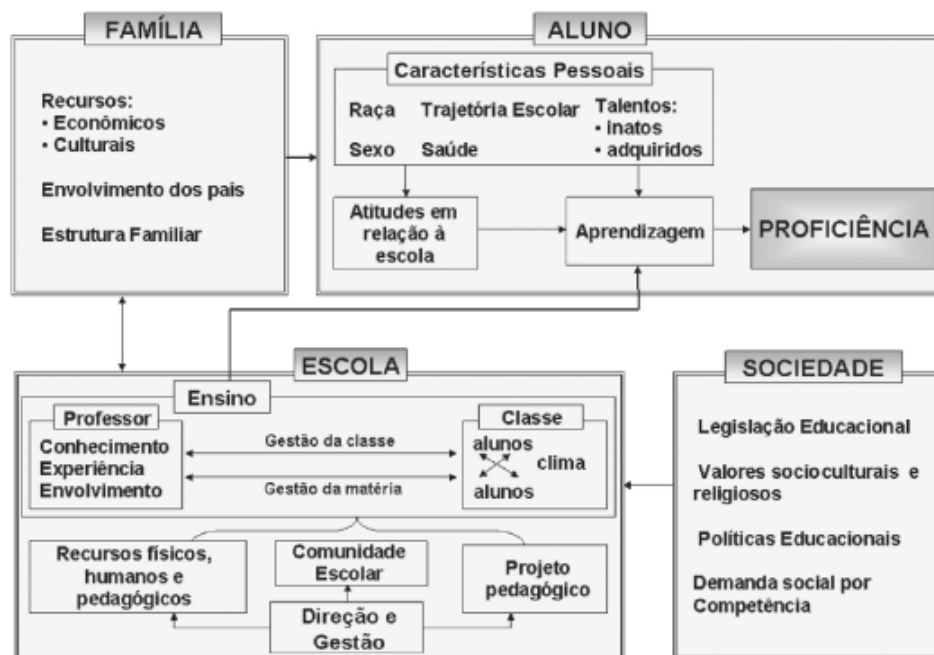 FAMÍLIA
Recursos:
• Econômicos
• Culturais
Envolvimento dos pais
Estrutura Familiar
ALUNO
Características Pessoais
Raça Trajetória Escolar Talentos:
• inatos
Sexo Saúde • adquiridos
Atitudes em
relação à
escola
Aprendizagem
PROFICIÊNCIA
ESCOLA
Ensino
Professor
Conhecimento
Experiência
Envolvimento
Gestão da classe
Gestão da matéria
Classe
alunos
clima
alunos
Recursos físicos,
humanos e
pedagógicos
Comunidade
Escolar
Projeto
pedagógico
Direção e
Gestão
SOCIEDADE
Legislação Educacional
Valores socioculturais e
religiosos
Políticas Educacionais
Demanda social por
Competência